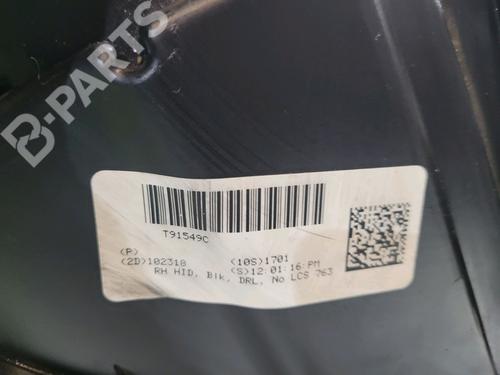 B-PARTS
T91549C
(P)
(2D)102318 (10S)1701
RH HID, Blk, DRL, No LCS 763
(S)12:01:16:PM